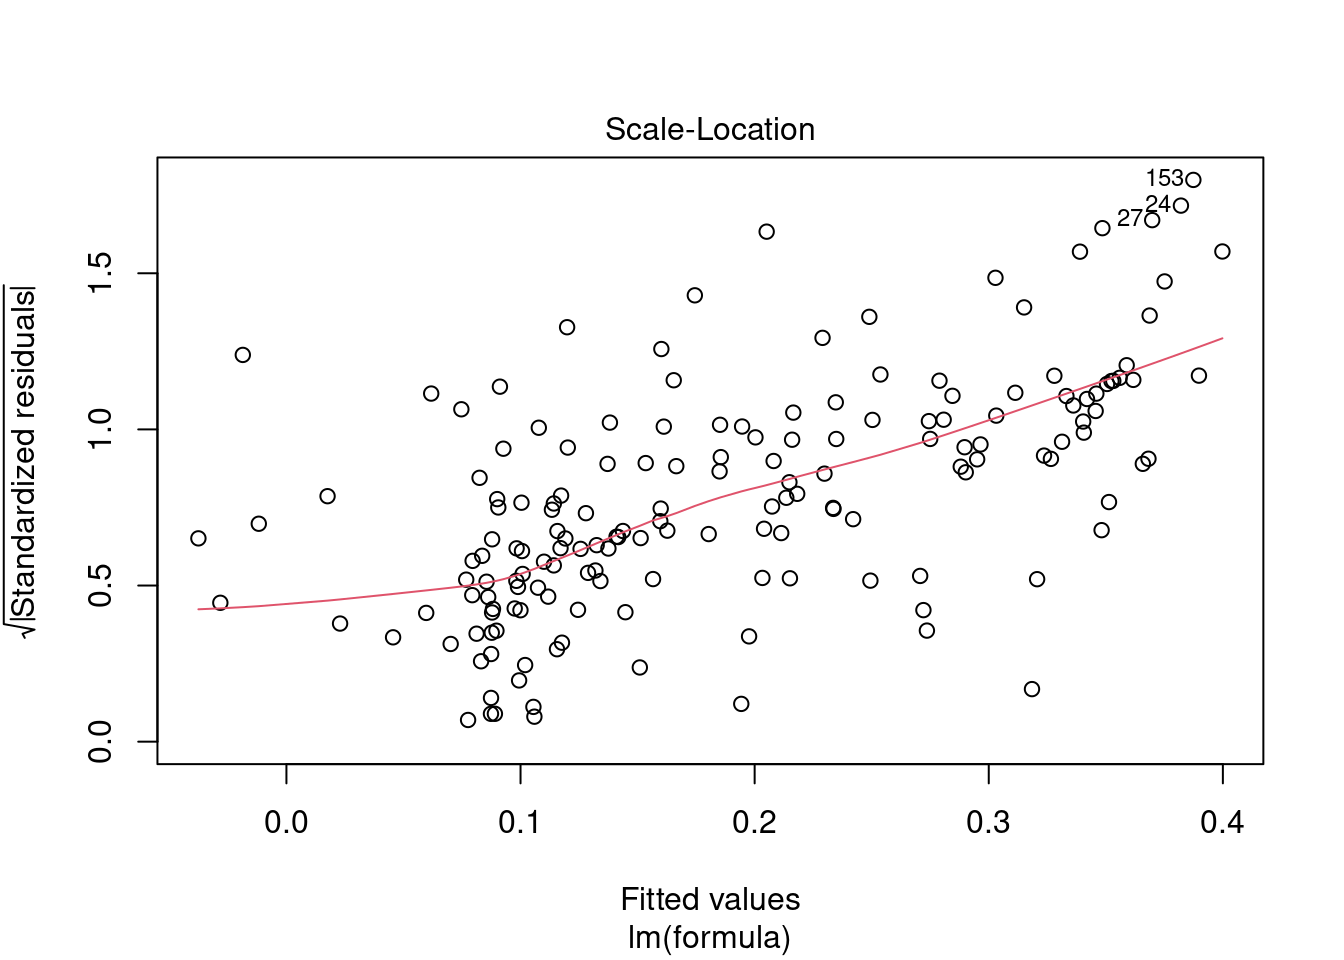 Scale-Location
√|Standardized residuals|
1.5
1.0
0.5
0.0
153
24
27
0.0 0.1 0.2 0.3 0.4
Fitted values
lm(formula)